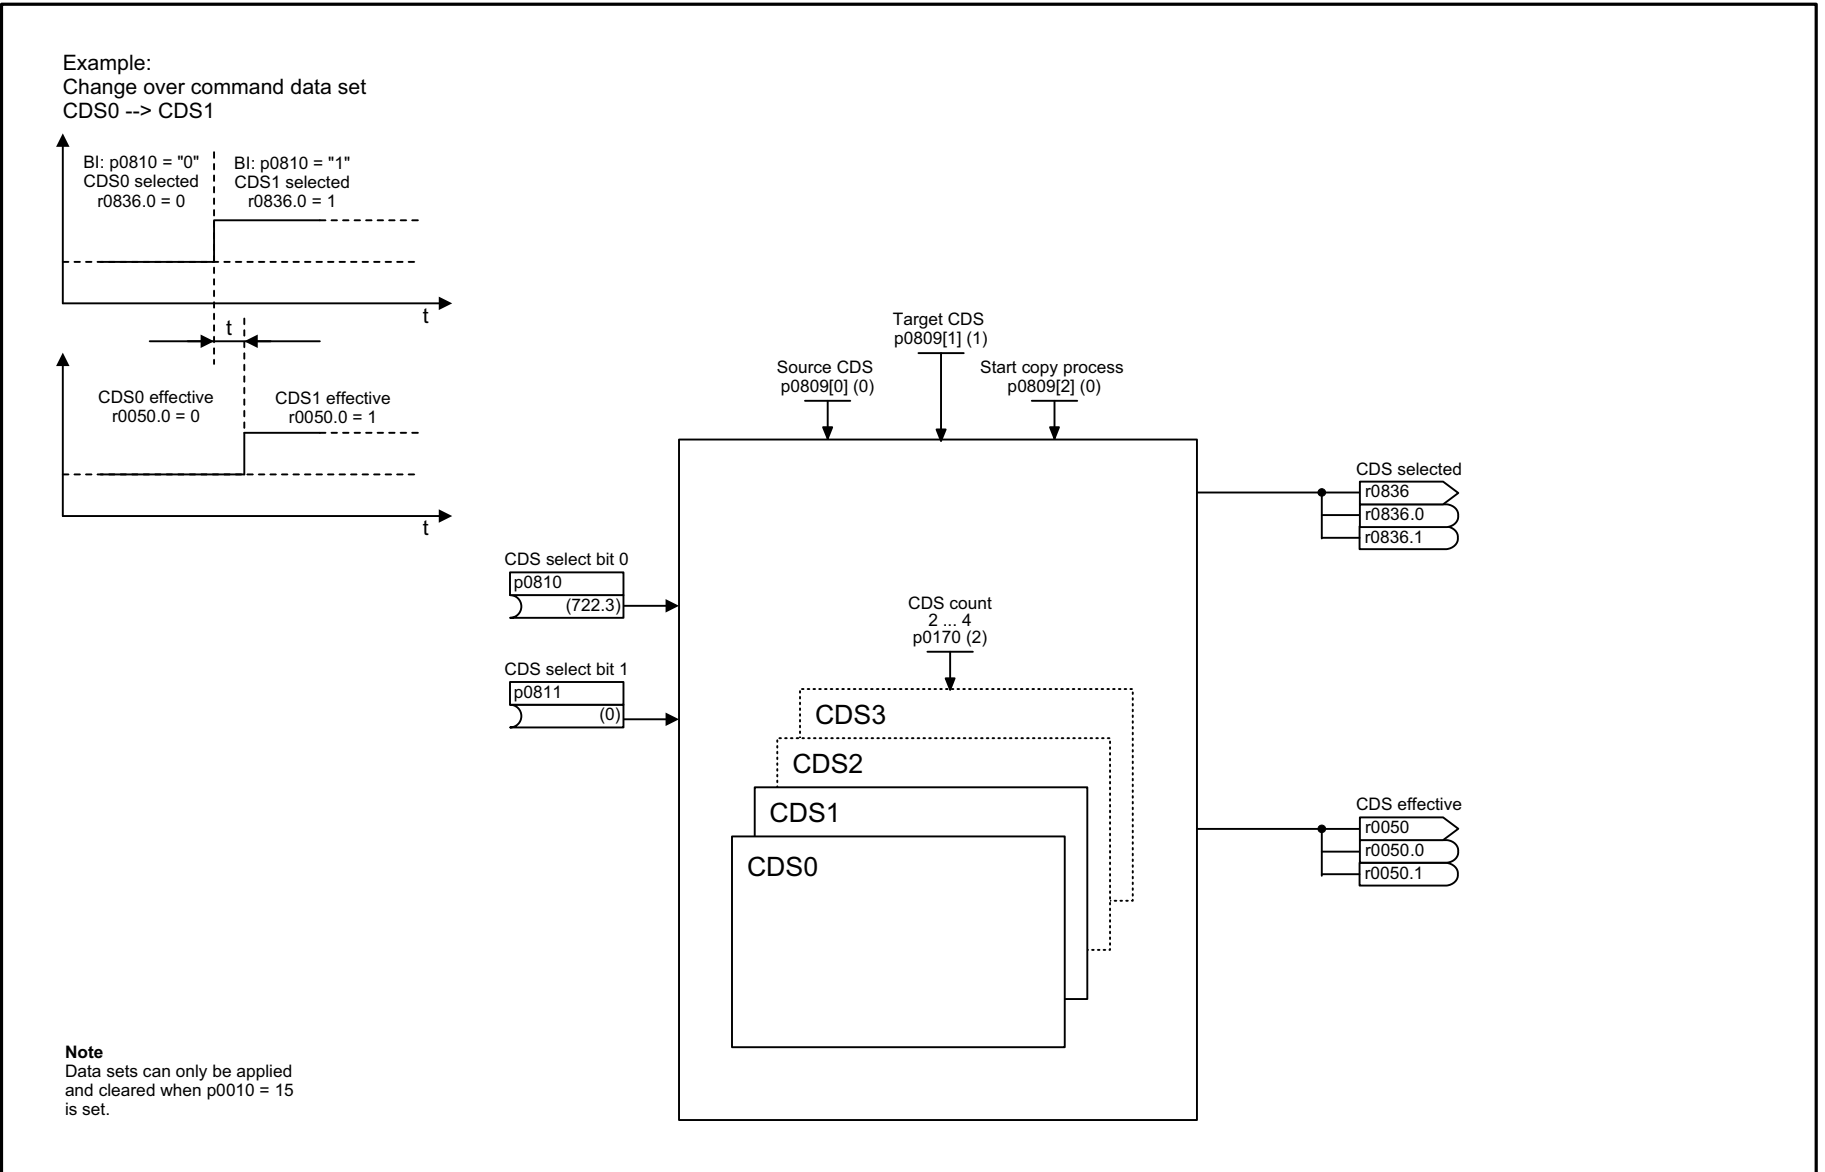 Example:
Change over command data set
CDS0 --> CDS1
BI: p0810 = "0"
CDS0 selected
r0836.0 = 0
BI: p0810 = "1"
CDS1 selected
r0836.0 = 1
t
t
CDS0 effective
r0050.0 = 0
CDS1 effective
r0050.0 = 1
t
Target CDS
p0809[1] (1)
Source CDS
p0809[0] (0)
Start copy process
p0809[2] (0)
CDS selected
r0836
r0836.0
r0836.1
CDS select bit 0
p0810
(722.3)
CDS count
2 ... 4
p0170 (2)
CDS select bit 1
p0811
(0)
CDS3
CDS2
CDS1
CDS0
CDS effective
r0050
r0050.0
r0050.1
Note
Data sets can only be applied
and cleared when p0010 = 15
is set.